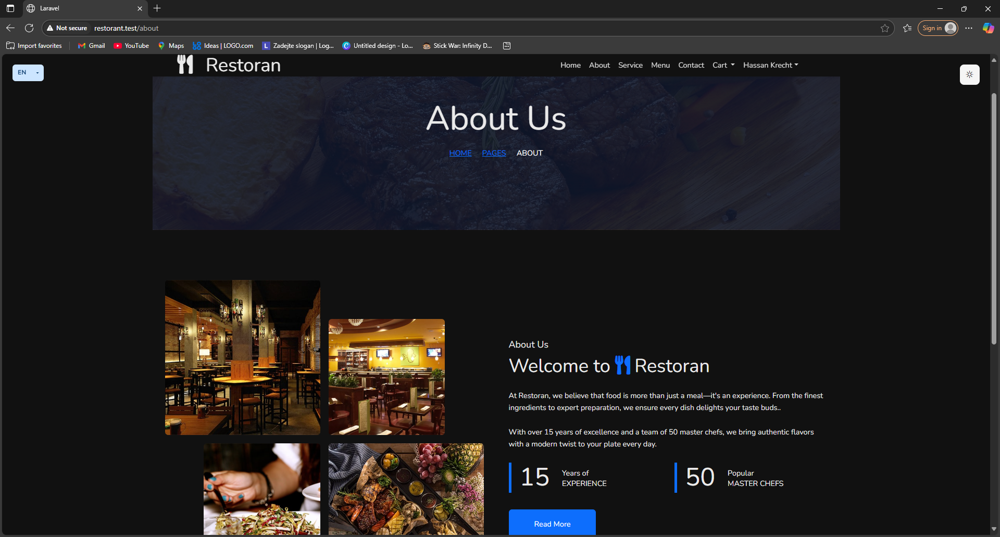 Laravel
Not secure restorant.test/about
Sign in
Import favorites Gmail YouTube Maps Ideas | LOGO.com Zadejte slogan | Log... Untitled design - Lo... Stick War: Infinity D...
EN
Restoran
Home About Service Menu Contact Cart Hassan Krecht
About Us
HOME PAGES ABOUT
About Us
Welcome to Restoran
At Restoran, we believe that food is more than just a meal—it's an experience. From the finest
ingredients to expert preparation, we ensure every dish delights your taste buds..
With over 15 years of excellence and a team of 50 master chefs, we bring authentic flavors
with a modern twist to your plate every day.
15 Years of
EXPERIENCE
50 Popular
MASTER CHEFS
Read More